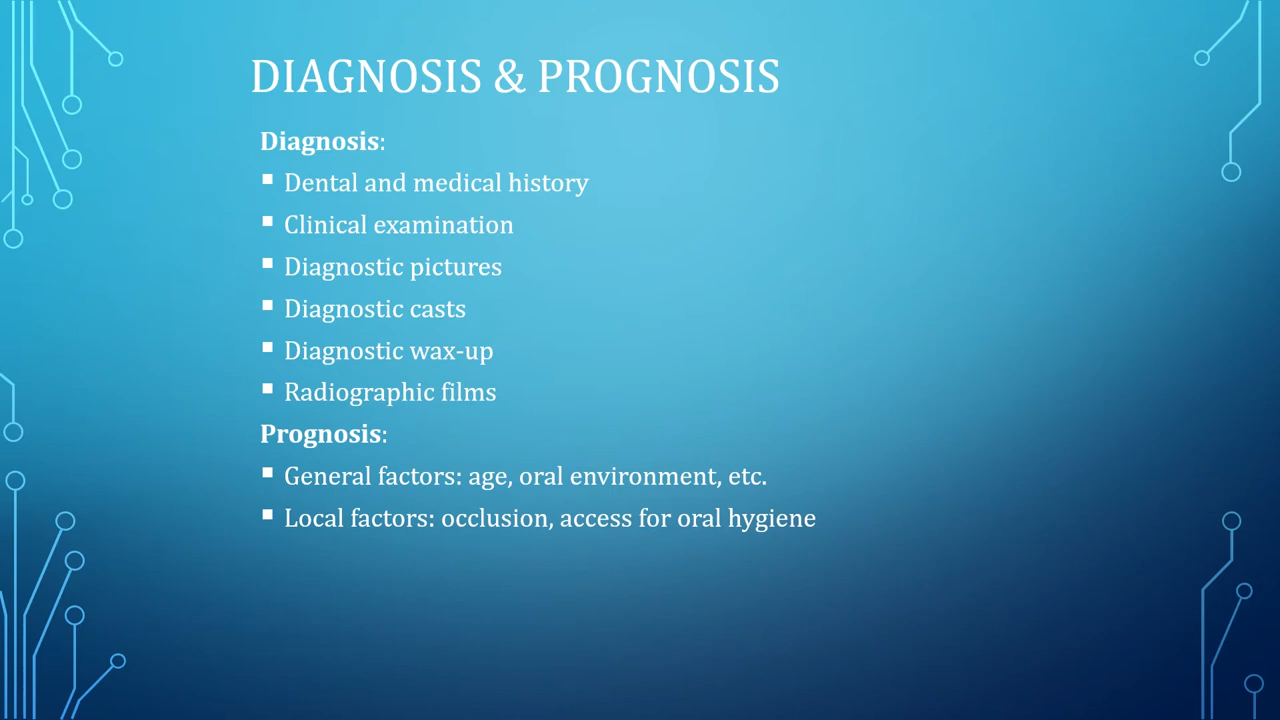 DIAGNOSIS & PROGNOSIS
Diagnosis:
▪ Dental and medical history
▪ Clinical examination
▪ Diagnostic pictures
▪ Diagnostic casts
▪ Diagnostic wax-up
▪ Radiographic films
Prognosis:
▪ General factors: age, oral environment, etc.
▪ Local factors: occlusion, access for oral hygiene